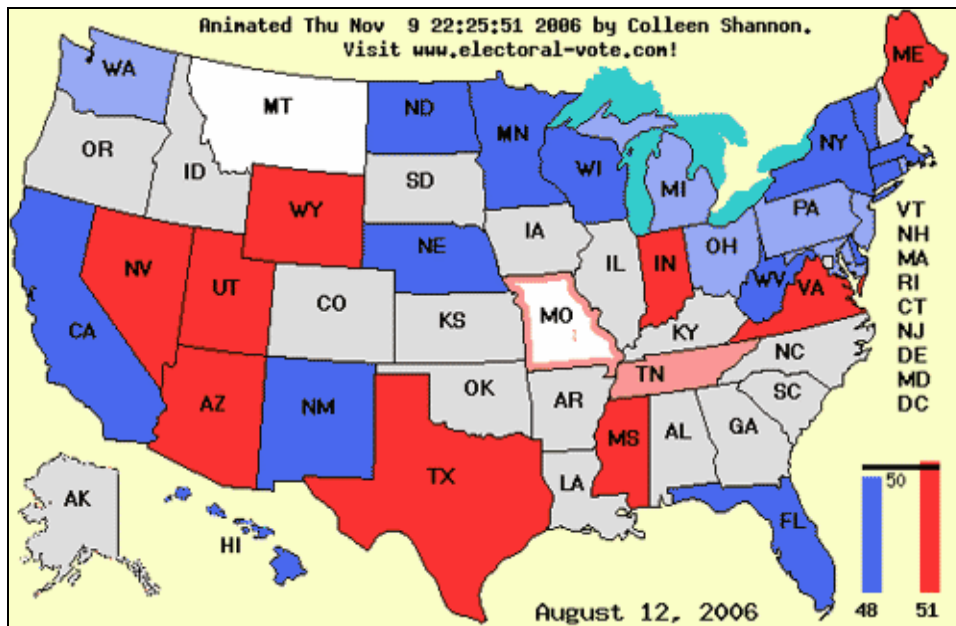 Animated Thu Nov  9 22:25:51 2006 by Colleen Shannon.
Visit www.electoral-vote.com!
WA
MT
ND
MN
ME
OR
ID
SD
WI
NY
WY
MI
NV
UT
NE
IA
PA
CA
CO
KS
MO
IL
IN
OH
WV
VA
KY
AZ
NM
OK
AR
TN
NC
SC
TX
LA
MS
AL
GA
FL
AK
HI
VT
NH
MA
RI
CT
NJ
DE
MD
DC
50
48
51
August 12, 2006